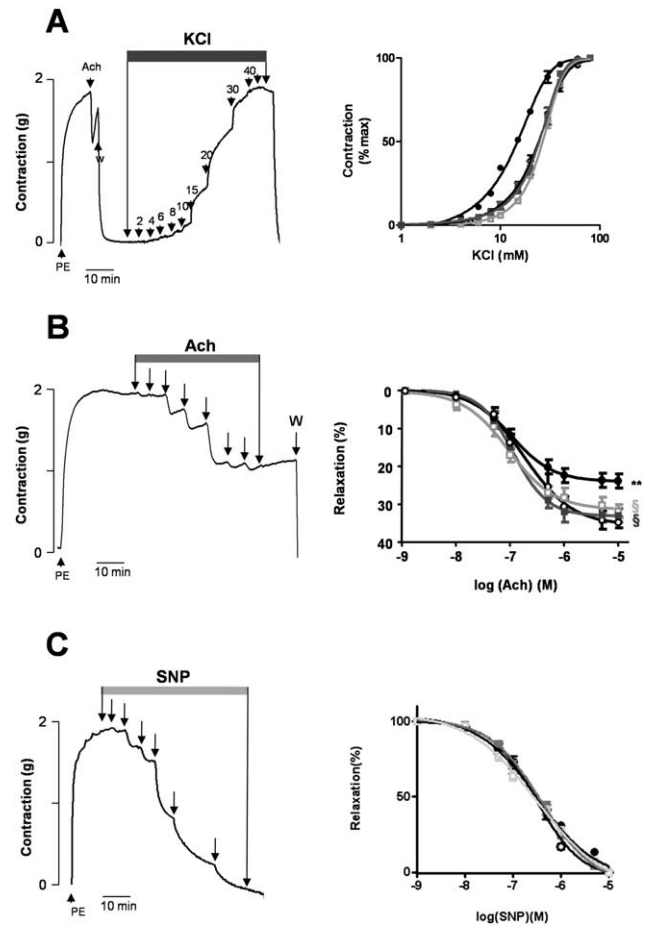 A
KCl
Ach
w
2 4 6 8 10 15 20 30 40
Contraction (g)
2
1
0
PE
10 min
Contraction
(% max)
100
50
0
1 10 100
KCl (mM)
B
Ach
W
Contraction (g)
2
1
0
PE
10 min
Relaxation (%)
0
10
20
30
40
**
§
§
-9 -8 -7 -6 -5
log (Ach) (M)
C
SNP
Contraction (g)
2
1
0
PE
10 min
Relaxation(%)
100
50
0
-9 -8 -7 -6 -5
log(SNP)(M)